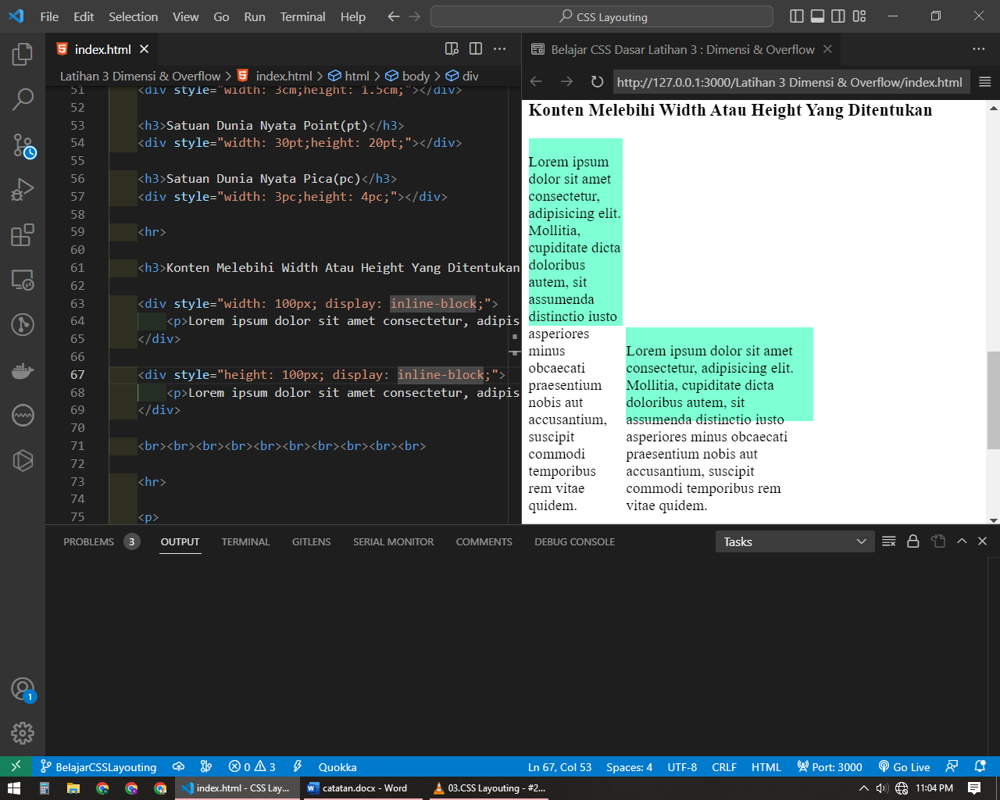 File Edit Selection View Go Run Terminal Help
CSS Layouting
index.html
Belajar CSS Dasar Latihan 3 : Dimensi & Overflow
Latihan 3 Dimensi & Overflow > index.html > html > body > div
http://127.0.0.1:3000/Latihan 3 Dimensi & Overflow/index.html
51 <div style="width: 3cm;height: 1.5cm;"></div>
52
53 <h3>Satuan Dunia Nyata Point(pt)</h3>
54 <div style="width: 30pt;height: 20pt;"></div>
55
56 <h3>Satuan Dunia Nyata Pica(pc)</h3>
57 <div style="width: 3pc;height: 4pc;"></div>
58
59 <hr>
60
61 <h3>Konten Melebihi Width Atau Height Yang Ditentukan
62
63 <div style="width: 100px; display: inline-block;">
64 <p>Lorem ipsum dolor sit amet consectetur, adipis
65 </div>
66
67 <div style="height: 100px; display: inline-block;">
68 <p>Lorem ipsum dolor sit amet consectetur, adipis
69 </div>
70
71 <br><br><br><br><br><br><br><br><br><br>
72
73 <hr>
74
75 <p>
Konten Melebihi Width Atau Height Yang Ditentukan
Lorem ipsum
dolor sit amet
consectetur,
adipisicing elit.
Mollitia,
cupiditate dicta
doloribus
autem, sit
assumenda
distinctio iusto
asperiores
minus
obcaecati
praesentium
nobis aut
accusantium,
suscipit
commodi
temporibus
rem vitae
quidem.
Lorem ipsum dolor sit amet
consectetur, adipisicing elit.
Mollitia, cupiditate dicta
doloribus autem, sit
assumenda distinctio iusto
asperiores minus obcaecati
praesentium nobis aut
accusantium, suscipit
commodi temporibus rem
vitae quidem.
PROBLEMS 3 OUTPUT TERMINAL GITLENS SERIAL MONITOR COMMENTS DEBUG CONSOLE
Tasks
1
BelajarCSSLayouting 0 3 Quokka Ln 67, Col 53 Spaces: 4 UTF-8 CRLF HTML Port: 3000 Go Live
index.html - CSS Lay... catatan.docx - Word 03.CSS Layouting - #2... 11:04 PM